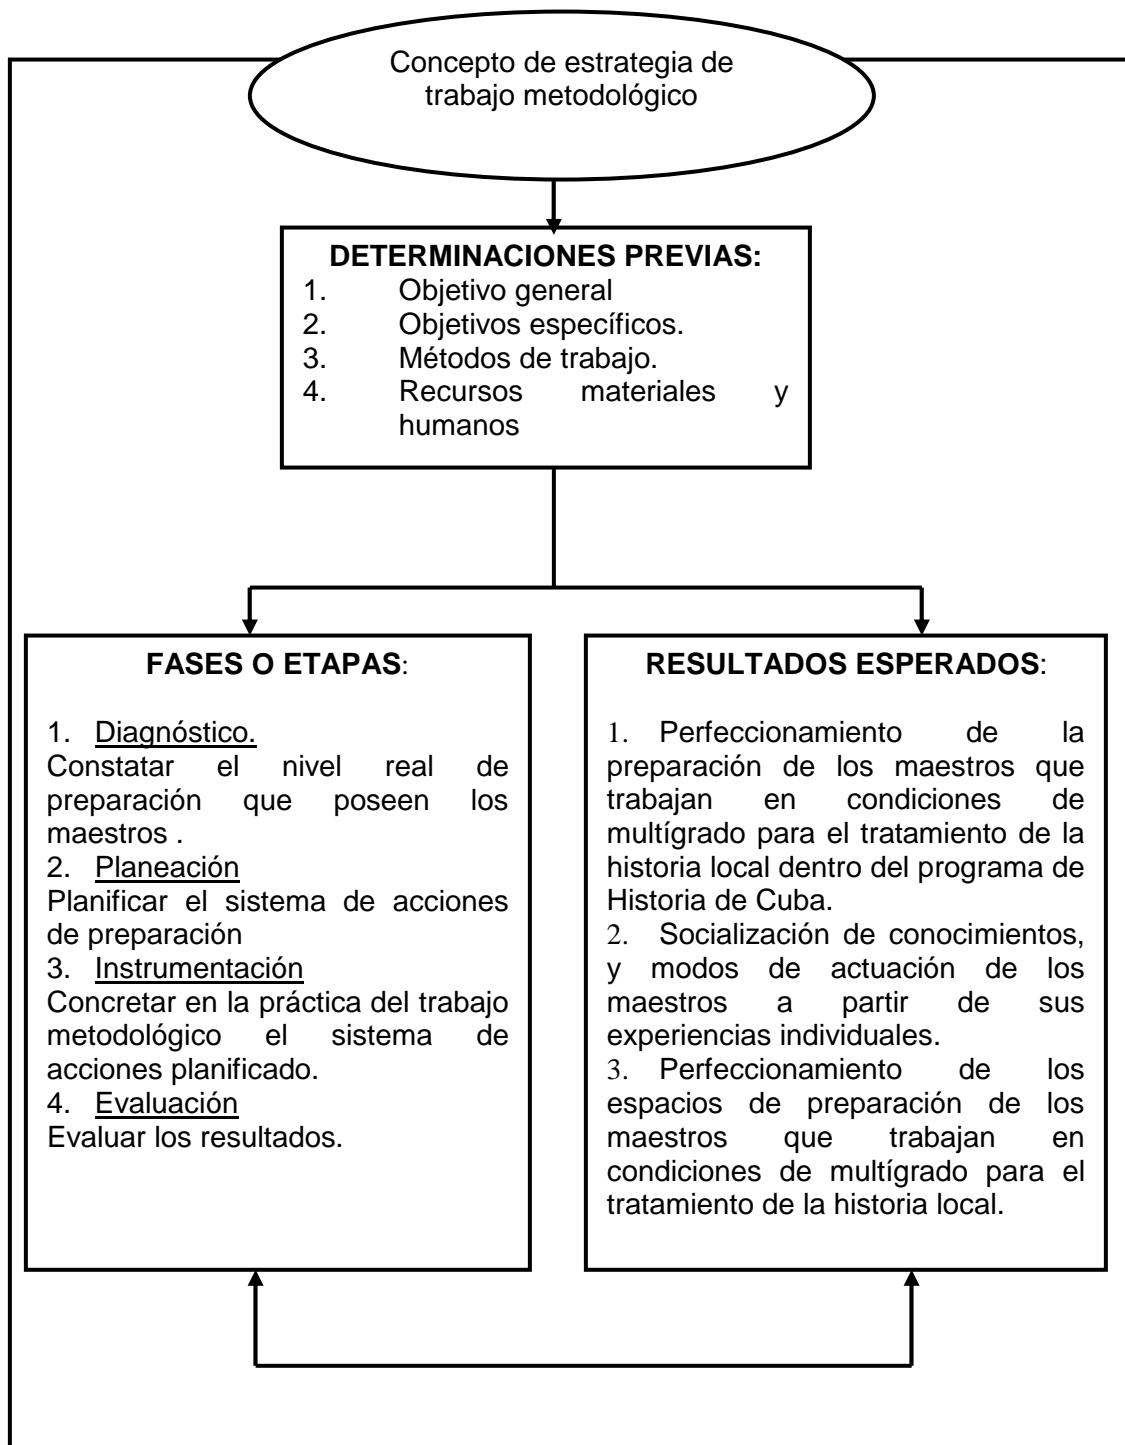 Concepto de estrategia de
trabajo metodológico
DETERMINACIONES PREVIAS:
1. Objetivo general
2. Objetivos específicos.
3. Métodos de trabajo.
4. Recursos materiales y
humanos
FASES O ETAPAS:
1. Diagnóstico.
Constatar el nivel real de
preparación que poseen los
maestros .
2. Planeación
Planificar el sistema de acciones
de preparación
3. Instrumentación
Concretar en la práctica del trabajo
metodológico el sistema de
acciones planificado.
4. Evaluación
Evaluar los resultados.
RESULTADOS ESPERADOS:
1. Perfeccionamiento de la
preparación de los maestros que
trabajan en condiciones de
multígrado para el tratamiento de la
historia local dentro del programa de
Historia de Cuba.
2. Socialización de conocimientos,
y modos de actuación de los
maestros a partir de sus
experiencias individuales.
3. Perfeccionamiento de los
espacios de preparación de los
maestros que trabajan en
condiciones de multígrado para el
tratamiento de la historia local.